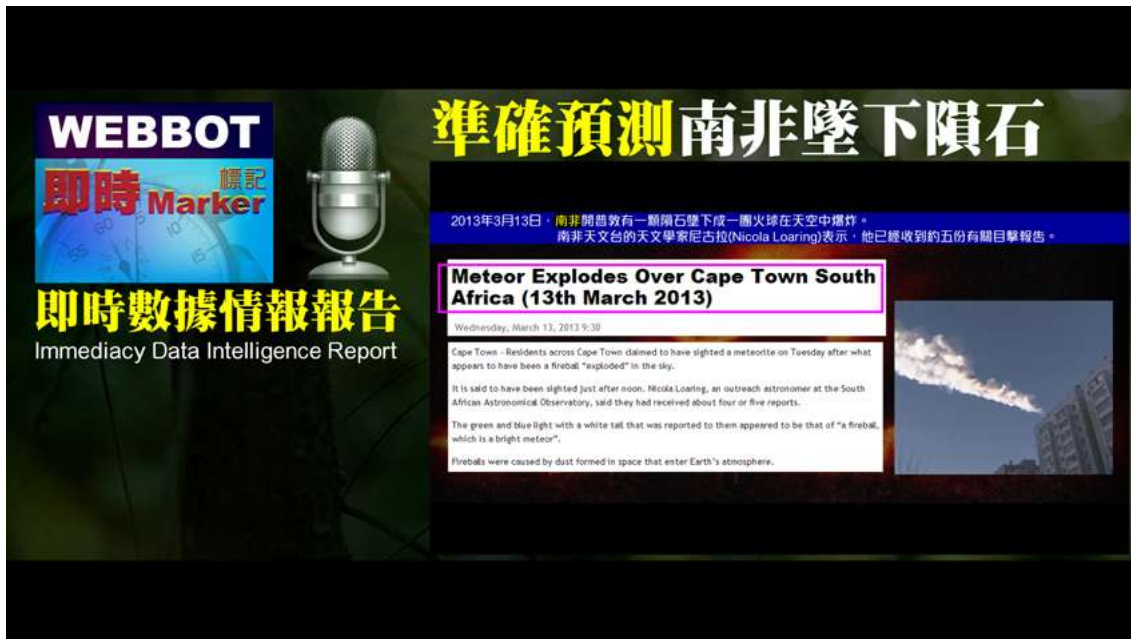 WEBBOT
即時標記
Marker
即時數據情報報告
Immediacy Data Intelligence Report
準確預測南非墜下隕石
2013年3月13日，南非開普敦有一顆隕石墮下成一團火球在天空中爆炸。
南非天文台的天文學家尼古拉(Nicola Loaring)表示，他已經收到約五份有關目擊報告。
Meteor Explodes Over Cape Town South
Africa (13th March 2013)
Wednesday, March 13, 2013 9:30
Cape Town - Residents across Cape Town claimed to have sighted a meteorite on Tuesday after what
appears to have been a fireball "exploded" in the sky.
It is said to have been sighted just after noon. Nicola Loaring, an outreach astronomer at the South
African Astronomical Observatory, said they had received about four or five reports.
The green and blue light with a white tail that was reported to them appeared to be that of "a fireball,
which is a bright meteor".
Fireballs were caused by dust formed in space that enter Earth's atmosphere.